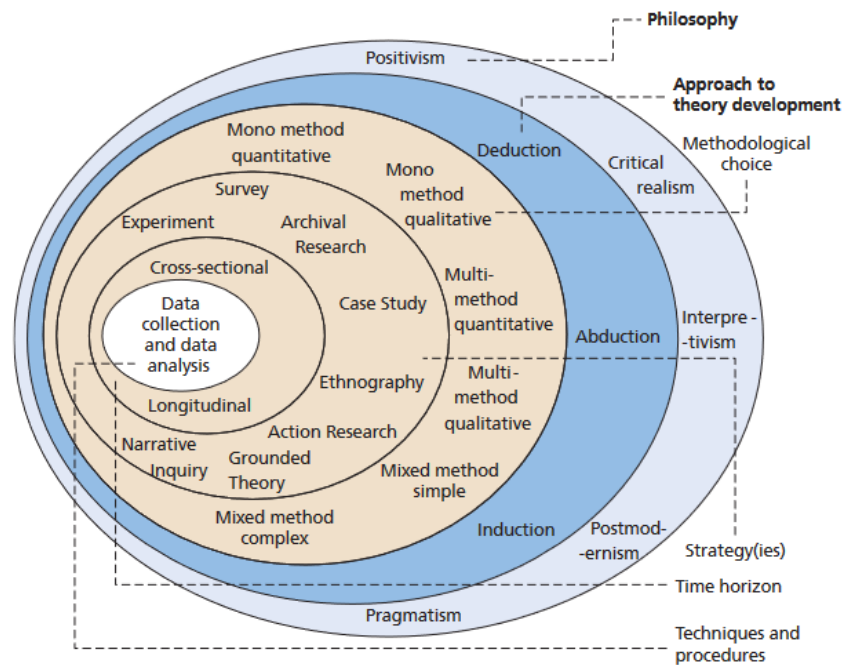 Philosophy
Positivism
Approach to
theory development
Mono method
quantitative
Deduction
Methodological
choice
Critical
realism
Mono
method
qualitative
Survey
Experiment
Archival
Research
Cross-sectional
Multi-
method
quantitative
Data
collection
and data
analysis
Case Study
Interpre -
-tivism
Abduction
Ethnography
Multi-
method
qualitative
Longitudinal
Action Research
Narrative
Inquiry
Grounded
Theory
Mixed method
simple
Mixed method
complex
Induction
Postmod-
-ernism
Strategy(ies)
Time horizon
Pragmatism
Techniques and
procedures